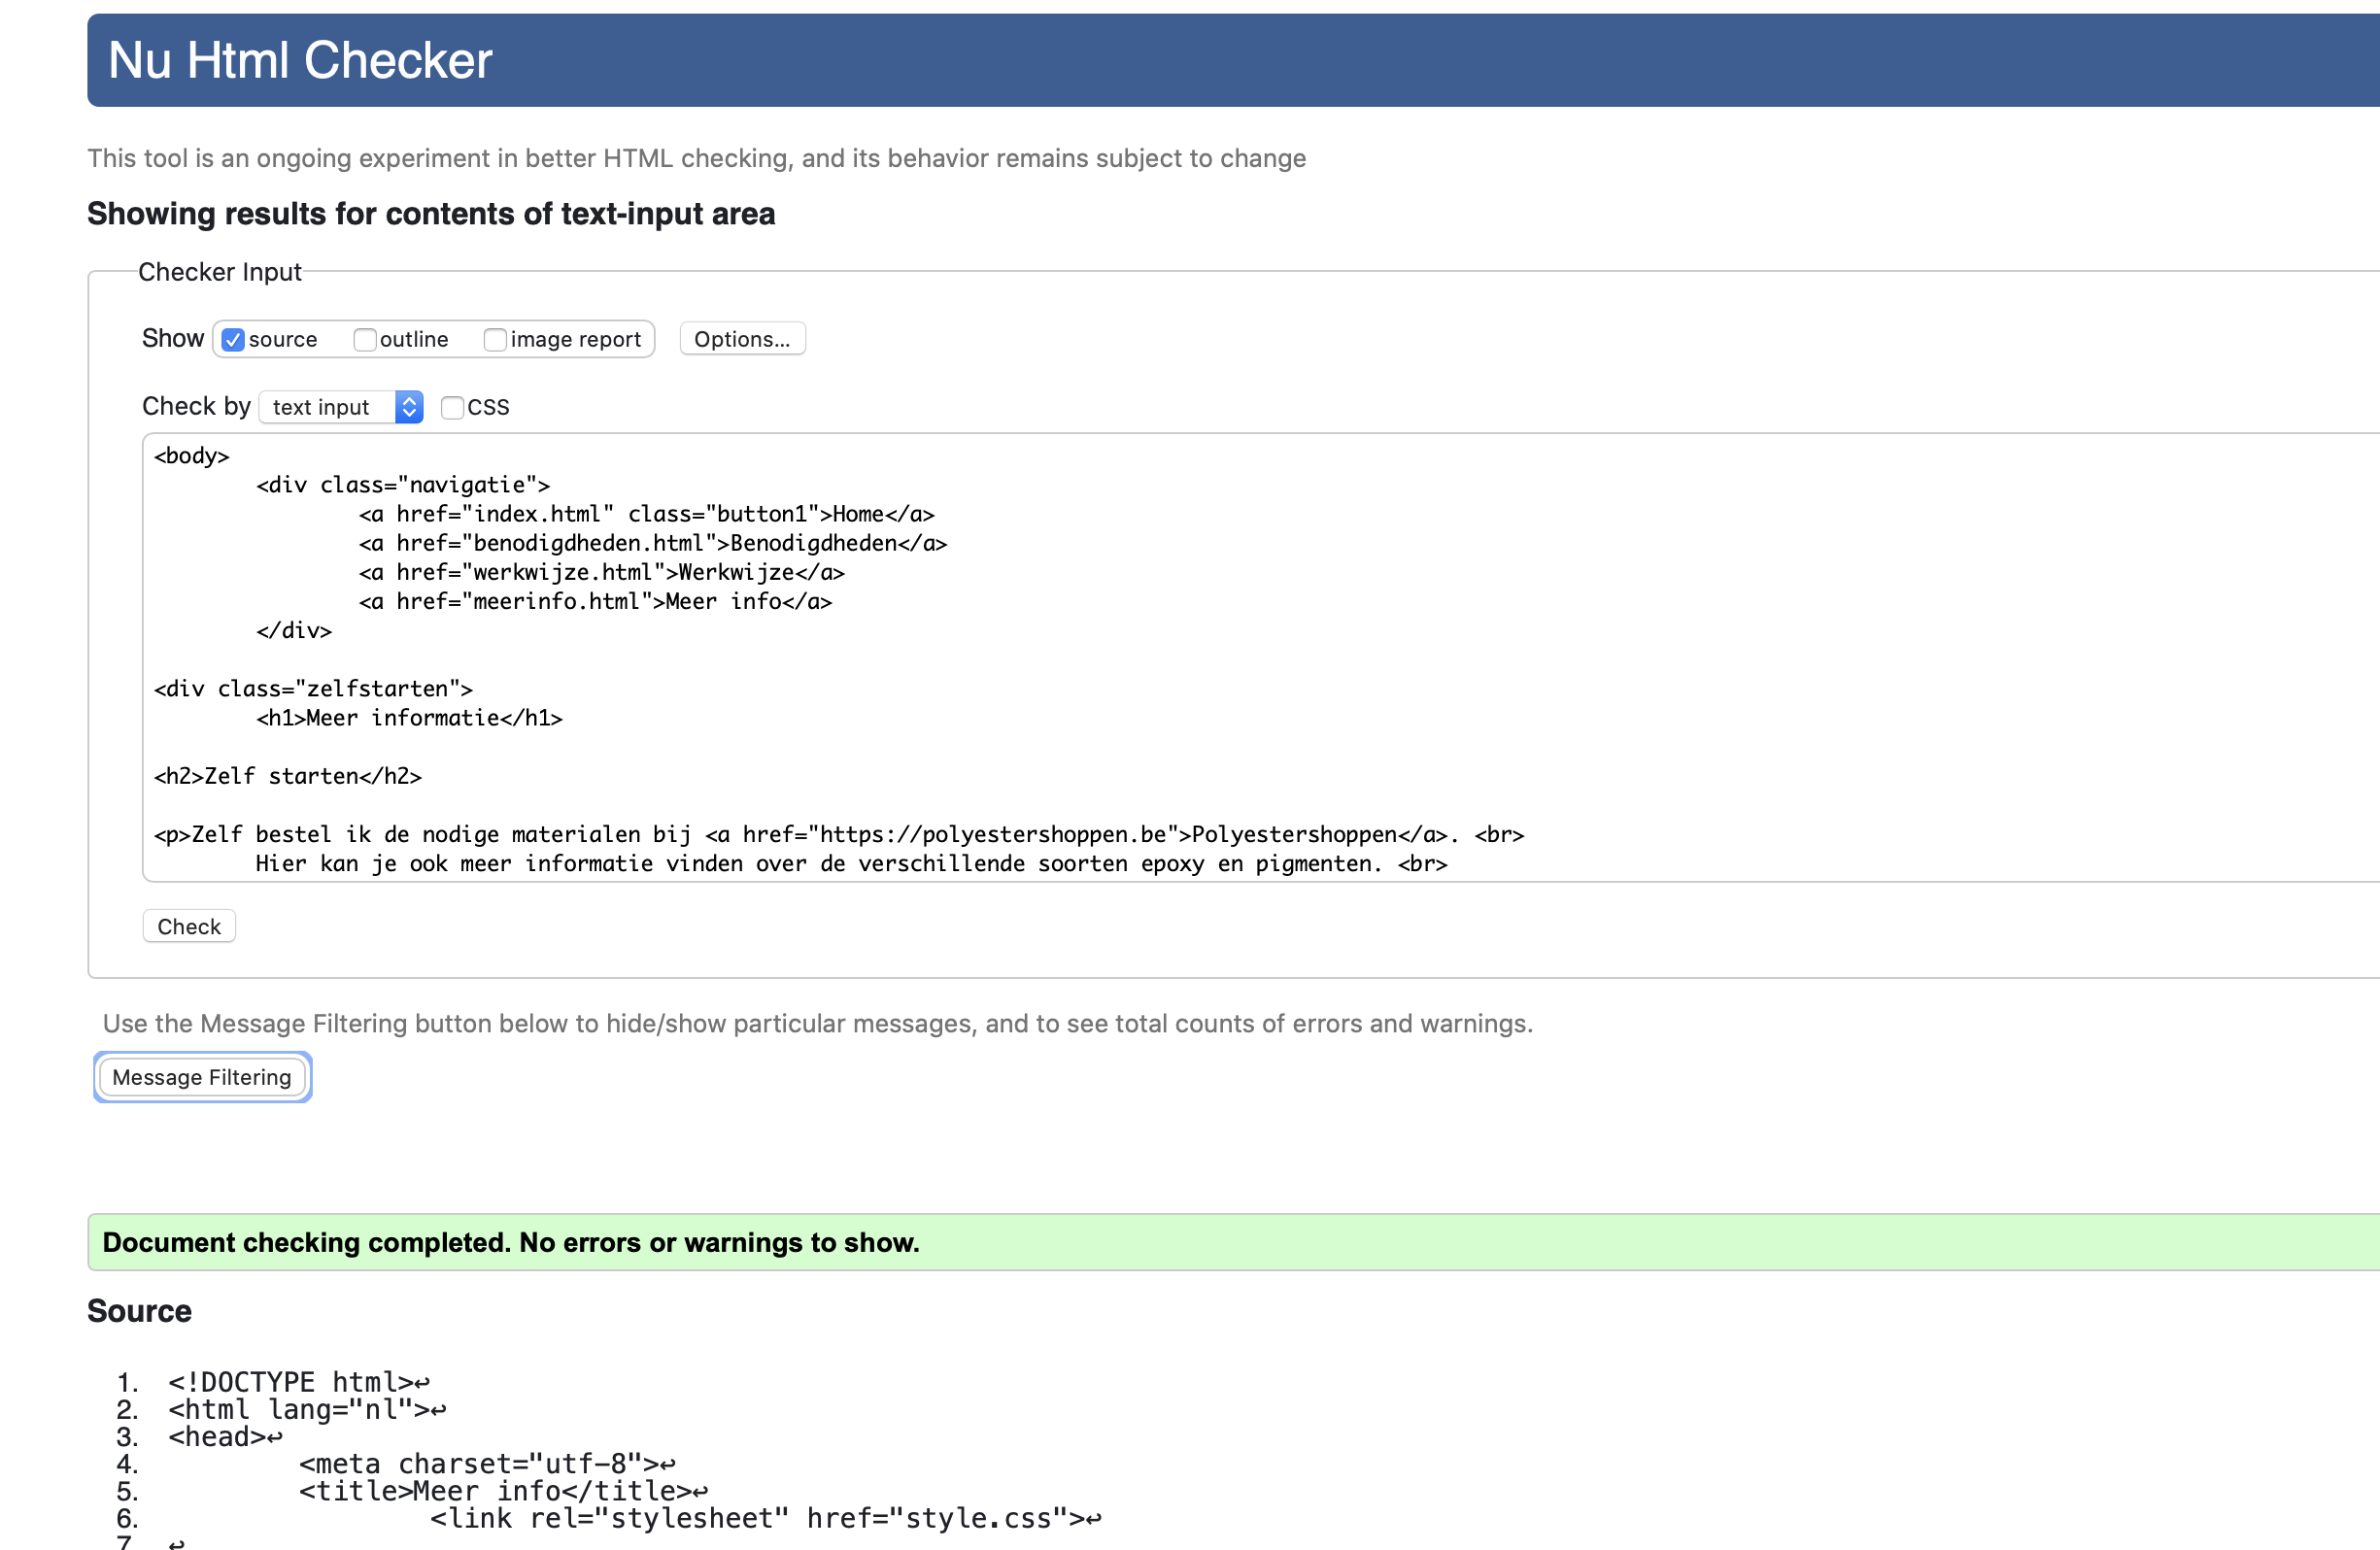 Nu Html Checker
This tool is an ongoing experiment in better HTML checking, and its behavior remains subject to change
Showing results for contents of text-input area
Checker Input
Show source outline image report Options...
Check by text input CSS
<body>
<div class="navigatie">
<a href="index.html" class="button1">Home</a>
<a href="benodigdheden.html">Benodigdheden</a>
<a href="werkwijze.html">Werkwijze</a>
<a href="meerinfo.html">Meer info</a>
</div>
<div class="zelfstarten">
<h1>Meer informatie</h1>
<h2>Zelf starten</h2>
<p>Zelf bestel ik de nodige materialen bij <a href="https://polyestershoppen.be">Polyestershoppen</a>. <br>
Hier kan je ook meer informatie vinden over de verschillende soorten epoxy en pigmenten. <br>
Check
Use the Message Filtering button below to hide/show particular messages, and to see total counts of errors and warnings.
Message Filtering
Document checking completed. No errors or warnings to show.
Source
1. <!DOCTYPE html>↩
2. <html lang="nl">↩
3. <head>↩
4. <meta charset="utf-8">↩
5. <title>Meer info</title>↩
6. <link rel="stylesheet" href="style.css">↩
7. ↩